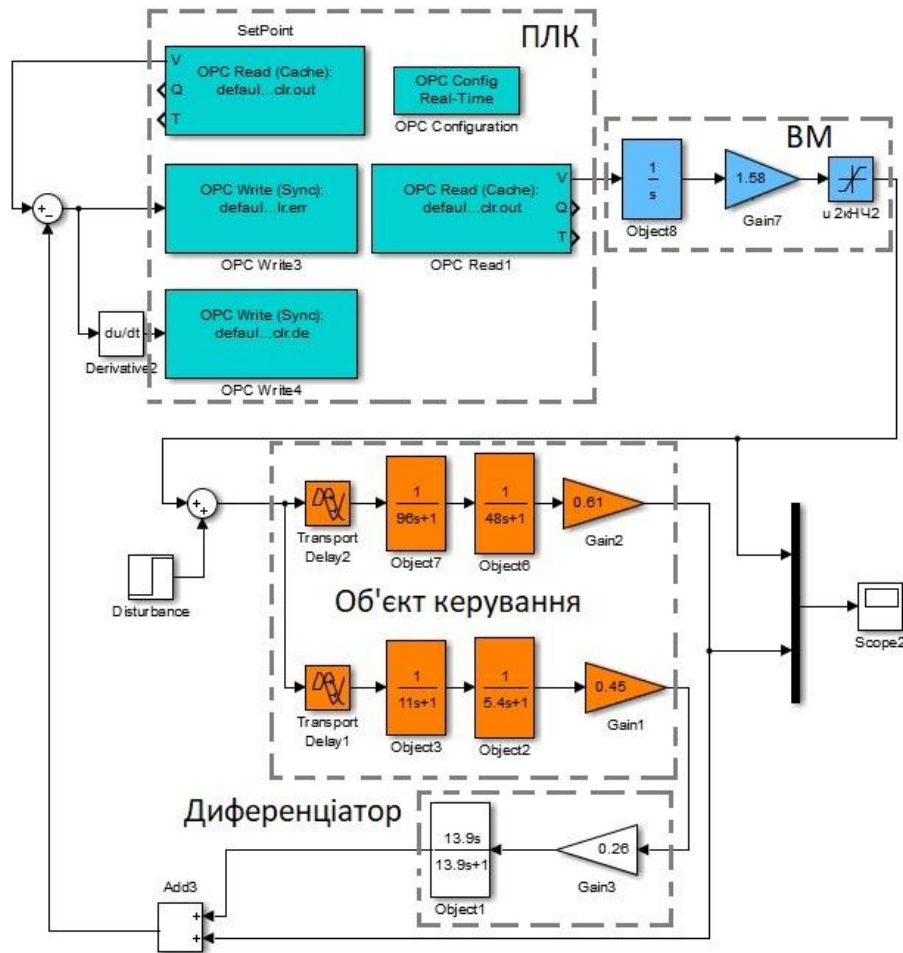 SetPoint
ПЛК
V
Q
T
OPC Read (Cache):
defaul...clr.out
OPC Config
Real-Time
OPC Configuration
ВМ
+
-
OPC Write (Sync):
defaul...lr.err
OPC Write3
OPC Read (Cache):
defaul...clr.out
V
Q
T
OPC Read1
1
s
Object8
1.58
Gain7
u 2кНЧ2
du/dt
Derivative2
OPC Write (Sync):
defaul...clr.de
OPC Write4
+
+
Disturbance
Transport
Delay2
1
96s+1
Object7
1
48s+1
Object6
0.61
Gain2
Об'єкт керування
Scope2
Transport
Delay1
1
11s+1
Object3
1
5.4s+1
Object2
0.45
Gain1
Диференціатор
13.9s
13.9s+1
Object1
0.26
Gain3
Add3
+
+